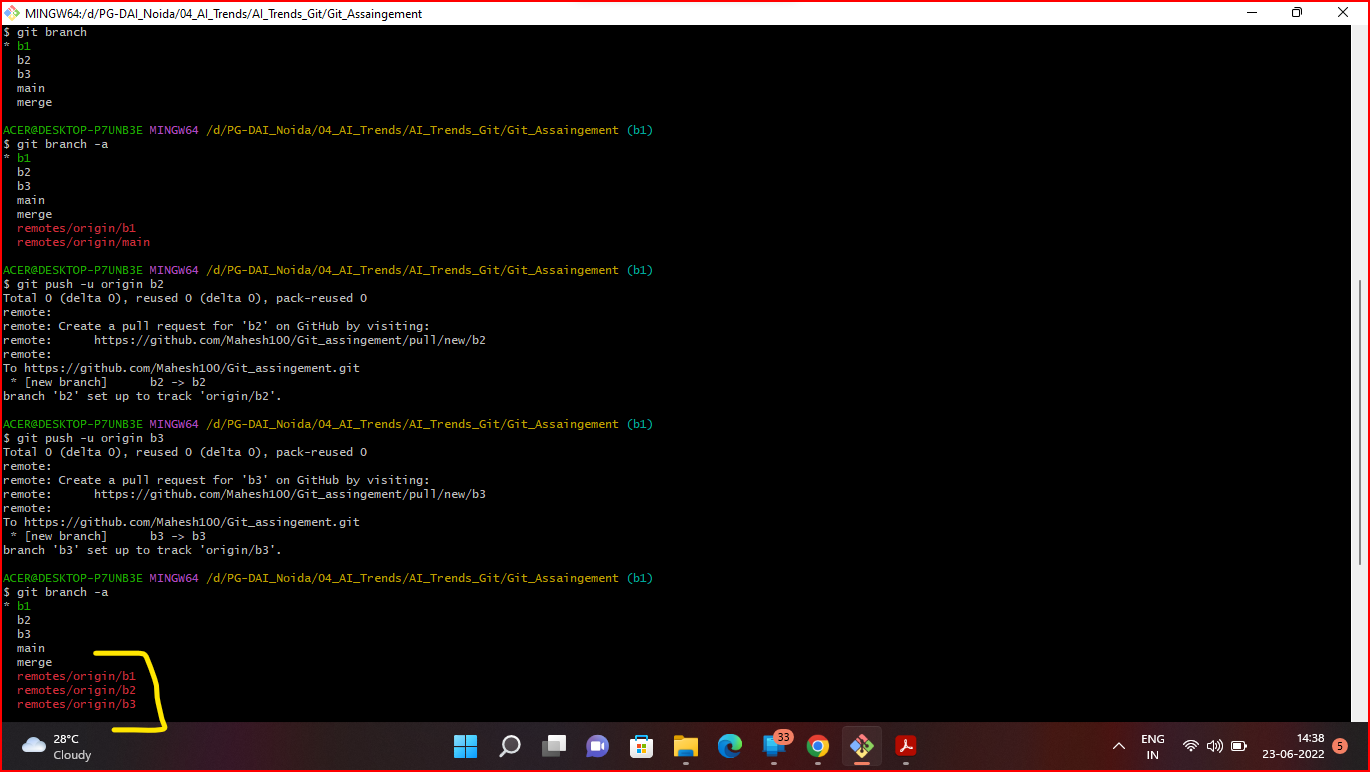 MINGW64:/d/PG-DAI_Noida/04_AI_Trends/AI_Trends_Git/Git_Assaingement
$ git branch
* b1
  b2
  b3
  main
  merge
ACER@DESKTOP-P7UNB3E MINGW64 /d/PG-DAI_Noida/04_AI_Trends/AI_Trends_Git/Git_Assaingement (b1)
$ git branch -a
* b1
  b2
  b3
  main
  merge
  remotes/origin/b1
  remotes/origin/main
ACER@DESKTOP-P7UNB3E MINGW64 /d/PG-DAI_Noida/04_AI_Trends/AI_Trends_Git/Git_Assaingement (b1)
$ git push -u origin b2
Total 0 (delta 0), reused 0 (delta 0), pack-reused 0
remote:
remote: Create a pull request for 'b2' on GitHub by visiting:
remote:      https://github.com/Mahesh100/Git_assingement/pull/new/b2
remote:
To https://github.com/Mahesh100/Git_assingement.git
 * [new branch]      b2 -> b2
branch 'b2' set up to track 'origin/b2'.
ACER@DESKTOP-P7UNB3E MINGW64 /d/PG-DAI_Noida/04_AI_Trends/AI_Trends_Git/Git_Assaingement (b1)
$ git push -u origin b3
Total 0 (delta 0), reused 0 (delta 0), pack-reused 0
remote:
remote: Create a pull request for 'b3' on GitHub by visiting:
remote:      https://github.com/Mahesh100/Git_assingement/pull/new/b3
remote:
To https://github.com/Mahesh100/Git_assingement.git
 * [new branch]      b3 -> b3
branch 'b3' set up to track 'origin/b3'.
ACER@DESKTOP-P7UNB3E MINGW64 /d/PG-DAI_Noida/04_AI_Trends/AI_Trends_Git/Git_Assaingement (b1)
$ git branch -a
* b1
  b2
  b3
  main
  merge
  remotes/origin/b1
  remotes/origin/b2
  remotes/origin/b3
28°C
Cloudy
33
ENG
IN
14:38
23-06-2022
5